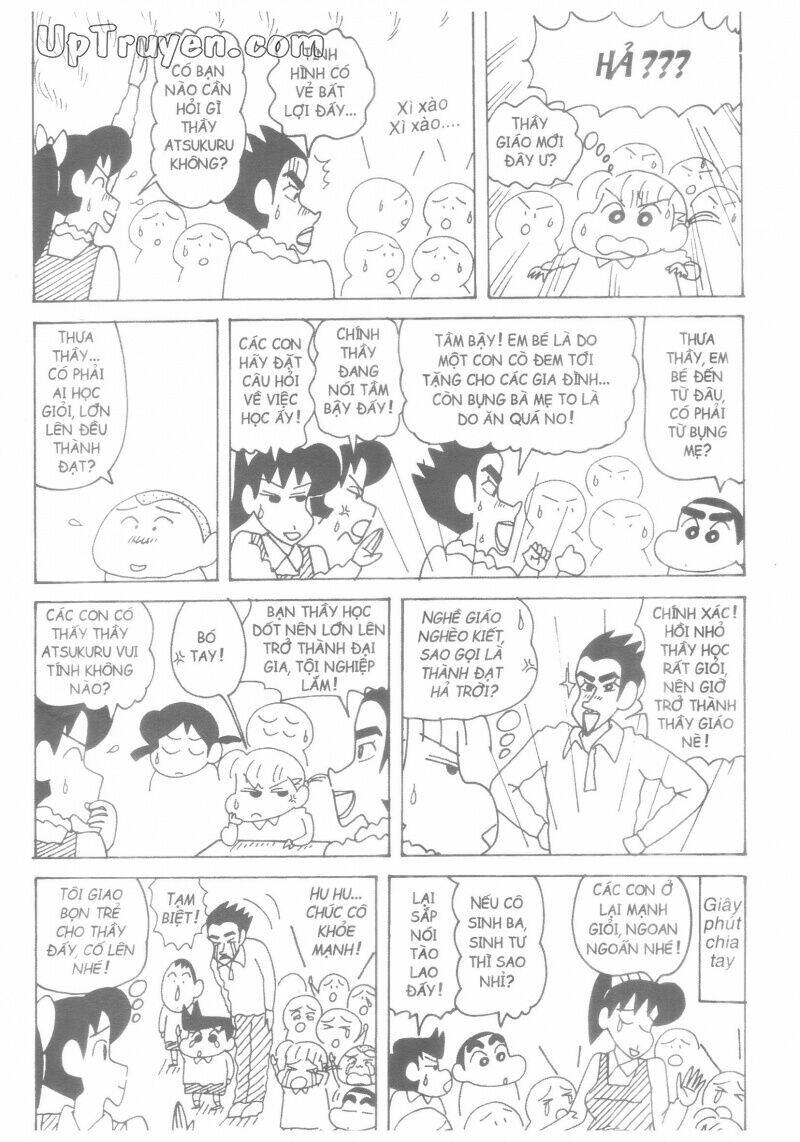 UpTruyen.com
HẢ???
THẦY
GIÁO MỚI
ĐÂY Ư?
Xì xào
Xì xào....
TÌNH
HÌNH CÓ
VẺ BẤT
LỢI ĐẤY...
CÓ BẠN
NÀO CẦN
HỎI GÌ
THẦY
ATSUKURU
KHÔNG?
THƯA
THẦY, EM
BÉ ĐẾN
TỪ ĐÂU,
CÓ PHẢI
TỪ BỤNG
MẸ?
TẦM BẬY! EM BÉ LÀ DO
MỘT CON CÒ ĐEM TỚI
TẶNG CHO CÁC GIA ĐÌNH...
CÒN BỤNG BÀ MẸ TO LÀ
DO ĂN QUÁ NO!
CHÍNH
THẦY
ĐANG
NÓI TẦM
BẬY ĐẤY!
CÁC CON
HÃY ĐẶT
CÂU HỎI
VỀ VIỆC
HỌC ẤY!
THƯA
THẦY...
CÓ PHẢI
AI HỌC
GIỎI, LỚN
LÊN ĐỀU
THÀNH
ĐẠT?
CHÍNH XÁC!
HỒI NHỎ
THẦY HỌC
RẤT GIỎI,
NÊN GIỜ
TRỞ THÀNH
THẦY GIÁO
NÈ!
NGHỀ GIÁO
NGHÈO KIẾT,
SAO GỌI LÀ
THÀNH ĐẠT
HẢ TRỜI?
BẠN THẦY HỌC
DỐT NÊN LỚN LÊN
TRỞ THÀNH ĐẠI
GIA, TỘI NGHIỆP
LẮM!
BÓ
TAY!
CÁC CON CÓ
THẤY THẦY
ATSUKURU VUI
TÍNH KHÔNG
NÀO?
Giây
phút
chia
tay
CÁC CON Ở
LẠI MẠNH
GIỎI, NGOAN
NGOÃN NHÉ!
NẾU CÔ
SINH BA,
SINH TƯ
THÌ SAO
NHỈ?
LẠI
SẮP
NÓI
TÀO
LAO
ĐẤY!
HU HU...
CHÚC CÔ
KHỎE
MẠNH!
TẠM
BIỆT!
TÔI GIAO
BỌN TRẺ
CHO THẦY
ĐẤY, CỐ LÊN
NHÉ!